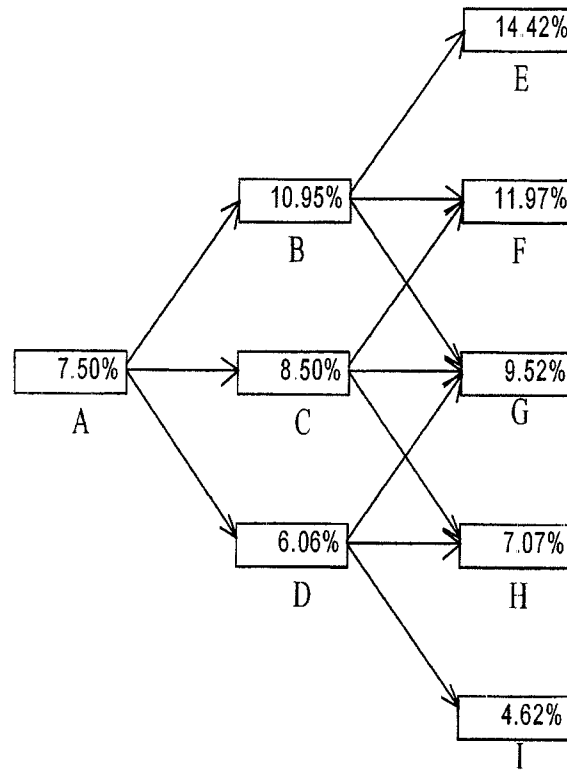 14.42%
E
10.95%
11.97%
B
F
7.50%
8.50%
9.52%
A
C
G
6.06%
7.07%
D
H
4.62%
I